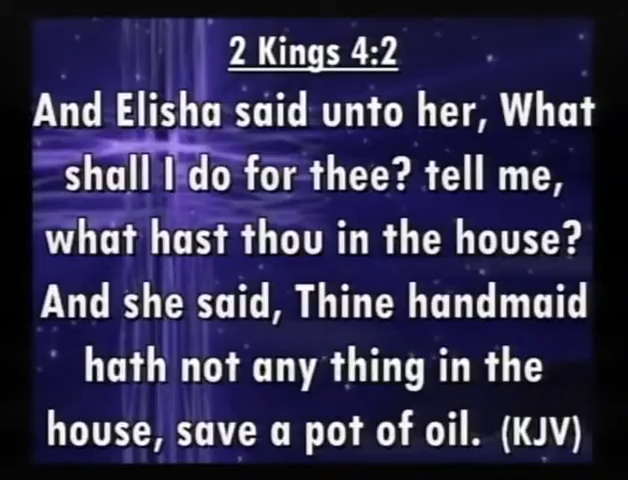 2 Kings 4:2
And Elisha said unto her, What
shall I do for thee? tell me,
what hast thou in the house?
And she said, Thine handmaid
hath not any thing in the
house, save a pot of oil. (KJV)